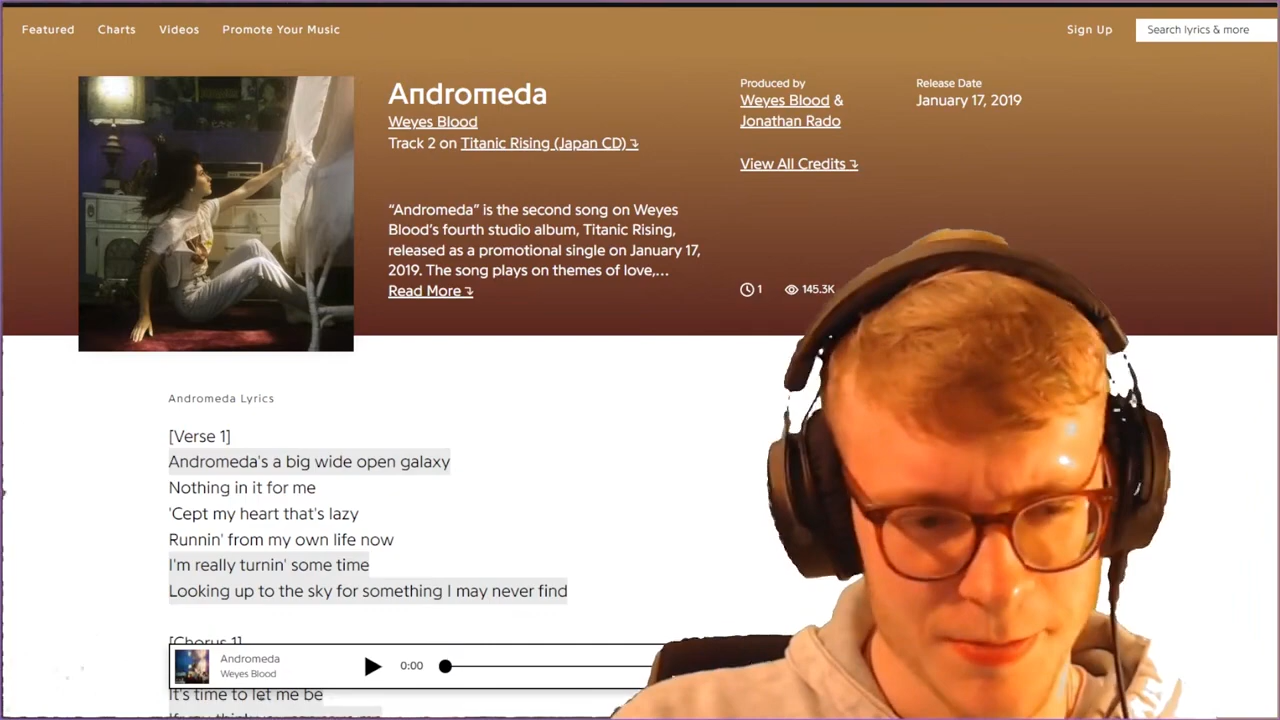 Featured Charts Videos Promote Your Music Sign Up Search lyrics & more
Andromeda
Weyes Blood
Track 2 on Titanic Rising (Japan CD)
“Andromeda” is the second song on Weyes
Blood’s fourth studio album, Titanic Rising,
released as a promotional single on January 17,
2019. The song plays on themes of love,...
Read More
Produced by
Weyes Blood &
Jonathan Rado
View All Credits
Release Date
January 17, 2019
1 145.3K
Andromeda Lyrics
[Verse 1]
Andromeda's a big wide open galaxy
Nothing in it for me
'Cept my heart that's lazy
Runnin' from my own life now
I'm really turnin' some time
Looking up to the sky for something I may never find
[Chorus 1]
Andromeda
Weyes Blood
0:00
It's time to let me be